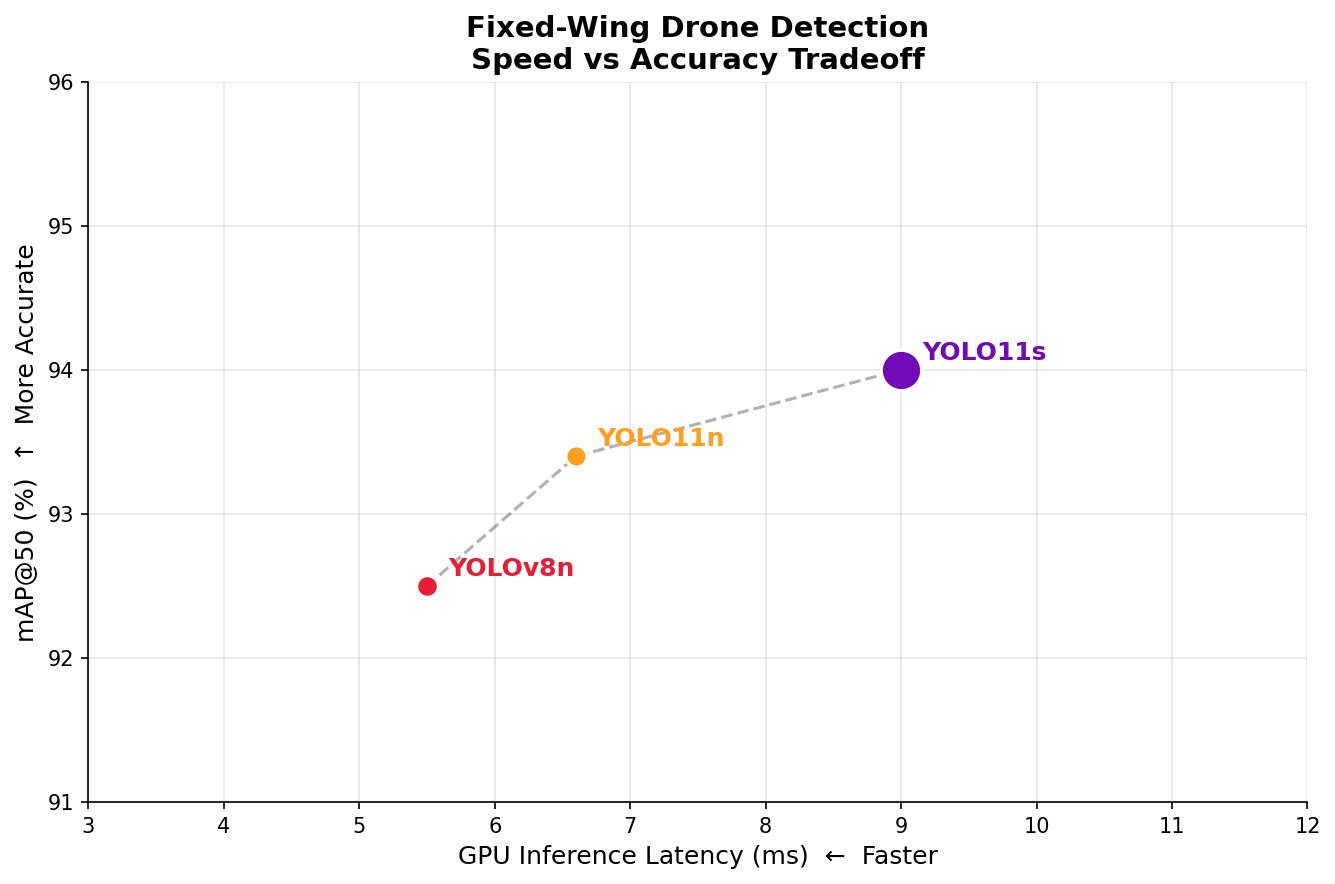 Fixed-Wing Drone Detection
Speed vs Accuracy Tradeoff
mAP@50 (%) ↑ More Accurate
96
95
94
93
92
91
YOLO11s
YOLO11n
YOLOv8n
3 4 5 6 7 8 9 10 11 12
GPU Inference Latency (ms) ← Faster